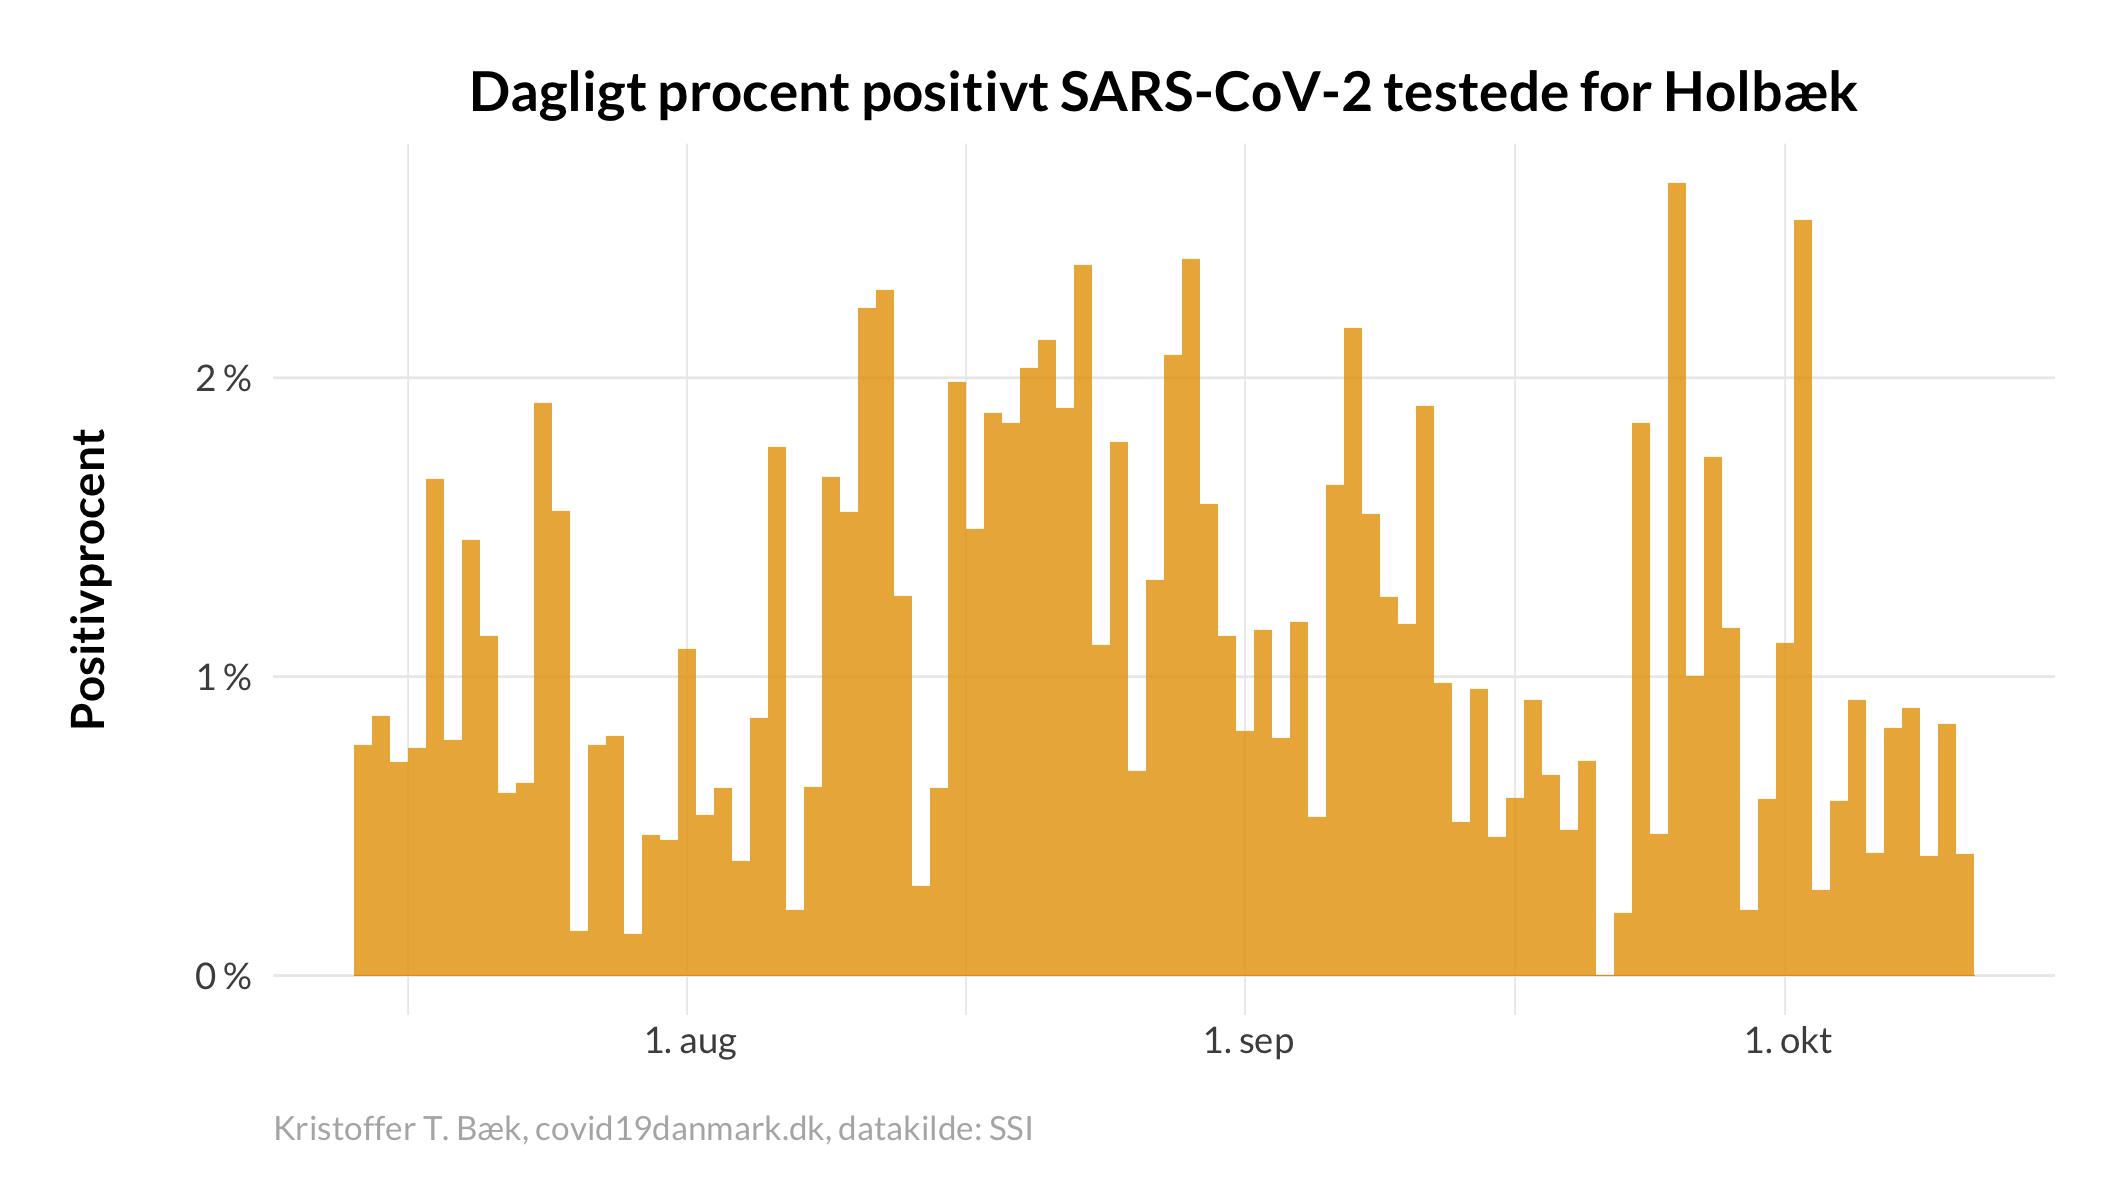 Dagligt procent positivt SARS-CoV-2 testede for Holbæk
Positivprocent
2 %
1 %
0 %
1. aug
1. sep
1. okt
Kristoffer T. Bæk, covid19danmark.dk, datakilde: SSI